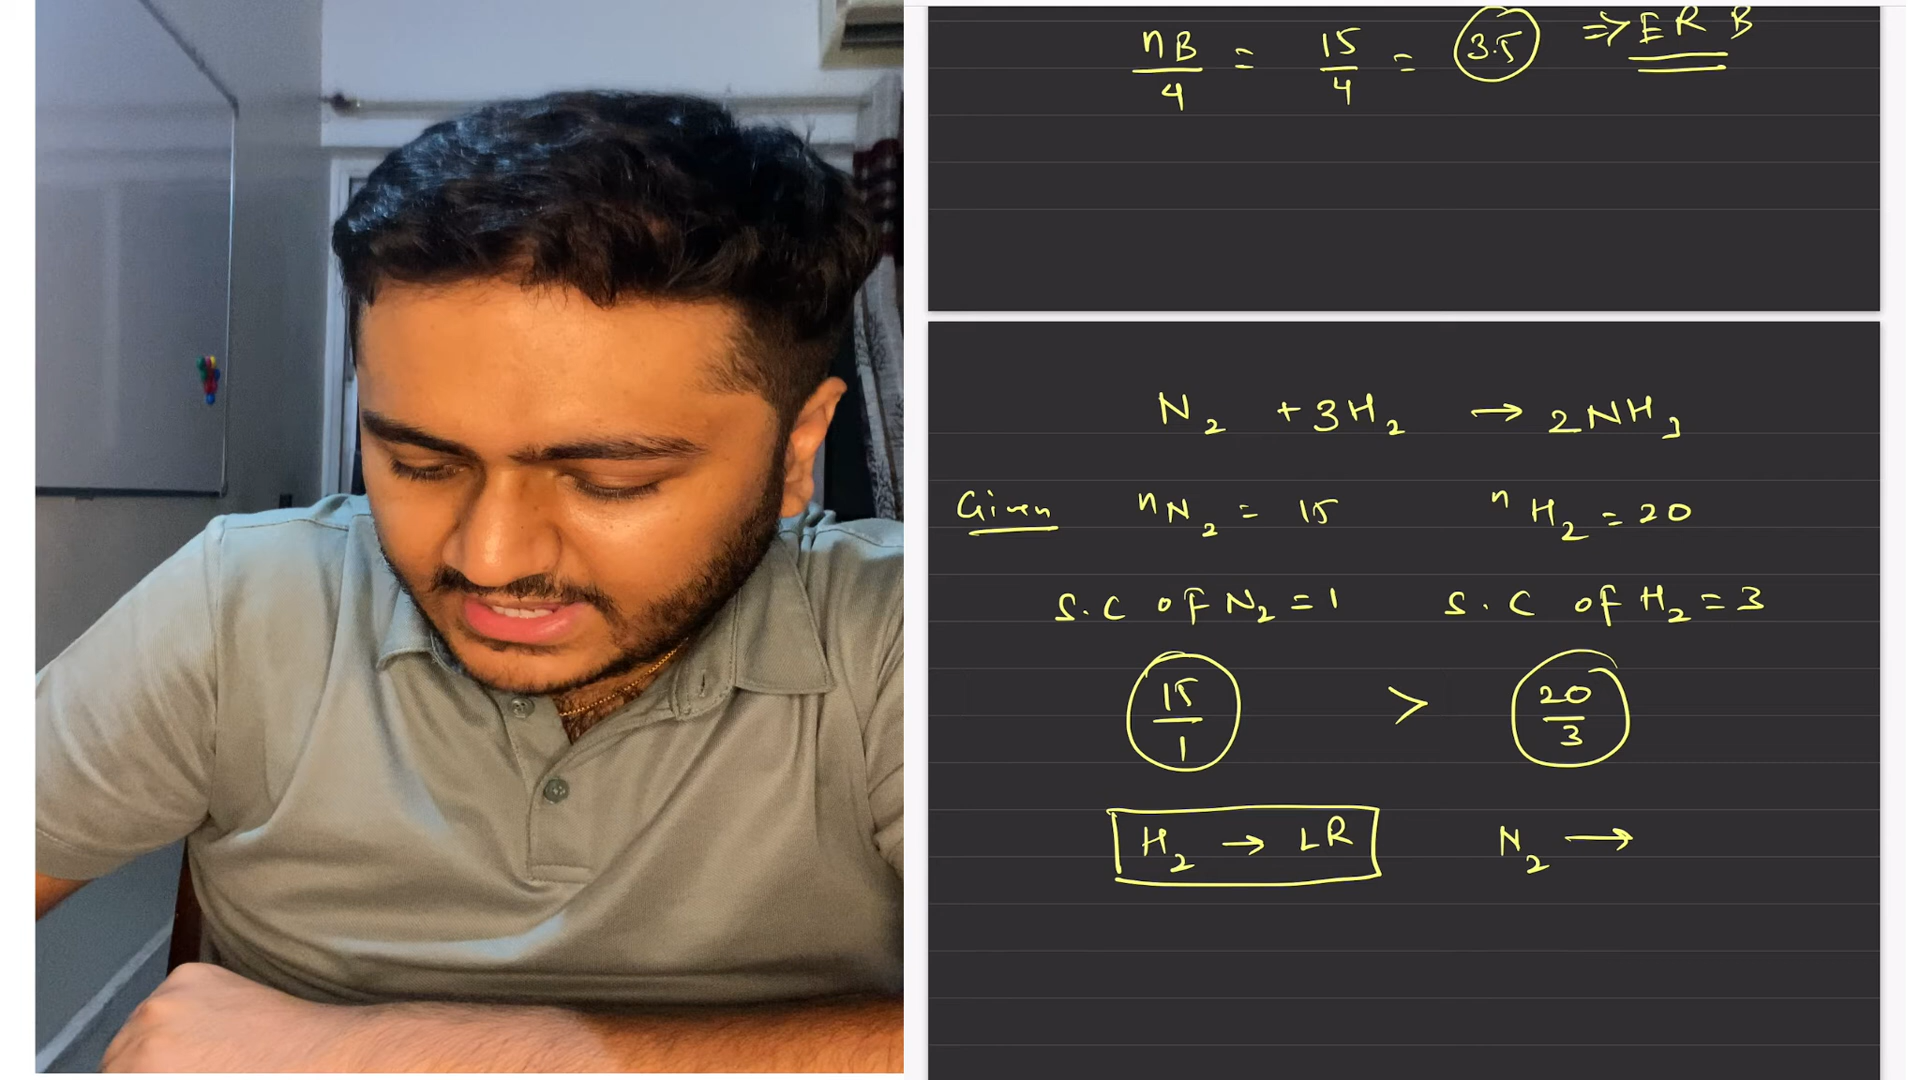 nB/4 = 15/4 = 3.5 ⇒ ER B
N₂ + 3H₂ → 2NH₃
Given nN₂ = 15 nH₂ = 20
S.C of N₂ = 1 S.C of H₂ = 3
15/1 > 20/3
H₂ → LR N₂ →